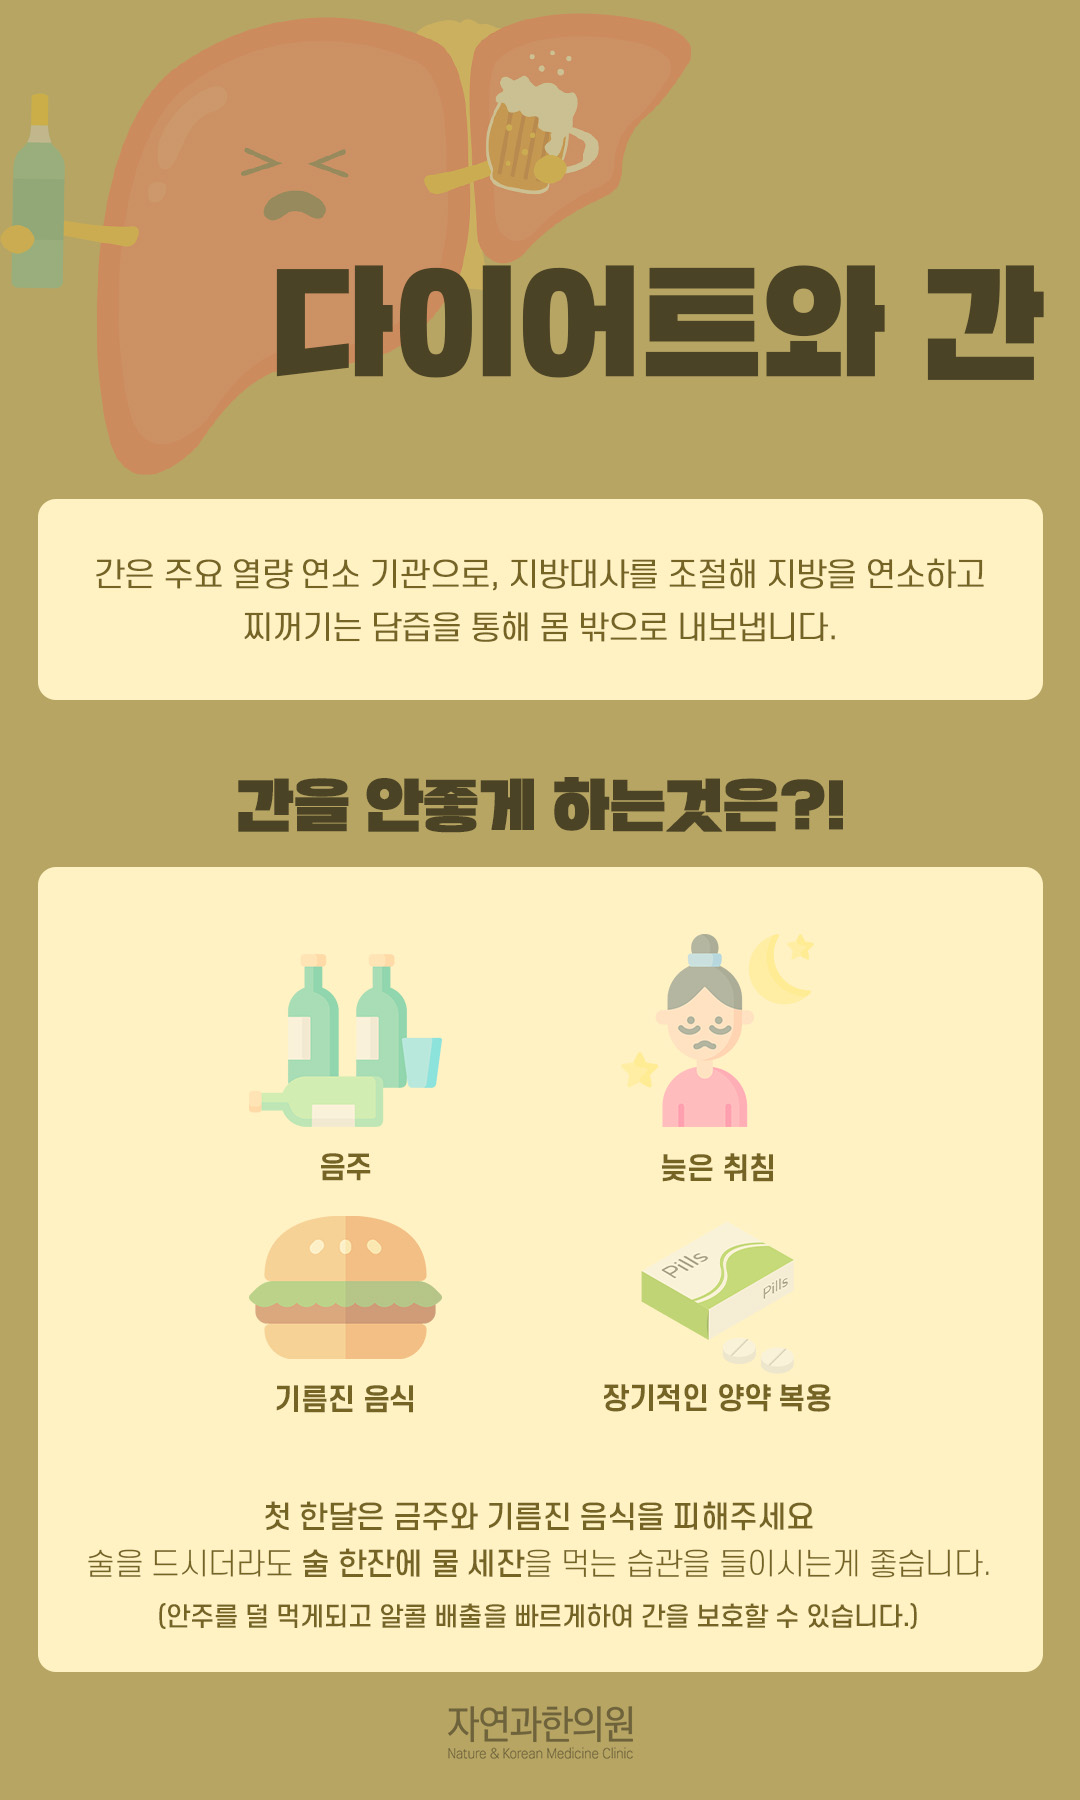 다이어트와 간
간은 주요 열량 연소 기관으로, 지방대사를 조절해 지방을 연소하고
찌꺼기는 담즙을 통해 몸 밖으로 내보냅니다.
간을 안좋게 하는것은?!
음주
늦은 취침
Pills
Pills
기름진 음식
장기적인 양약 복용
첫 한달은 금주와 기름진 음식을 피해주세요
술을 드시더라도 술 한잔에 물 세잔을 먹는 습관을 들이시는게 좋습니다.
(안주를 덜 먹게되고 알콜 배출을 빠르게하여 간을 보호할 수 있습니다.)
자연과한의원
Nature & Korean Medicine Clinic